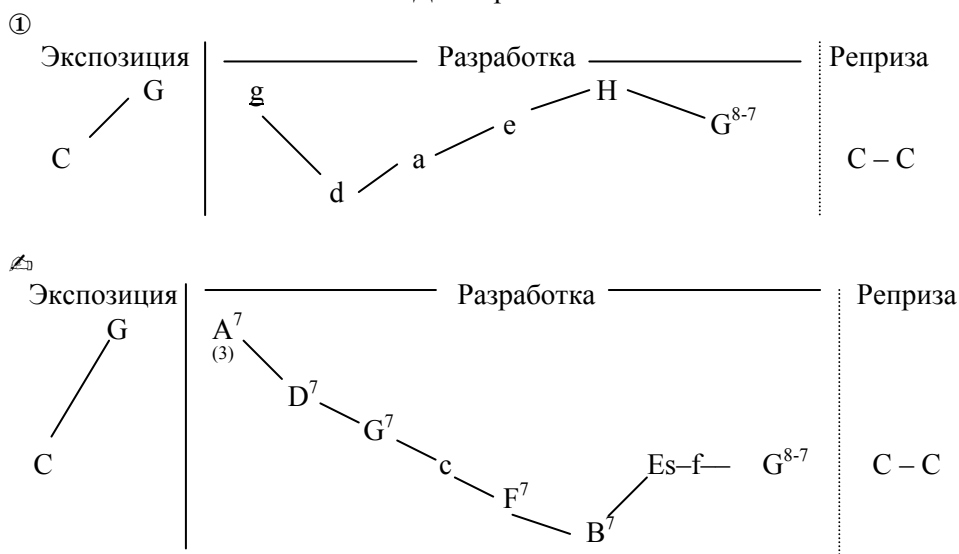 ①
Экспозиция Разработка Реприза
G g H
e G8-7
C a C – C
d
✍
Экспозиция Разработка Реприза
G A7
(3)
D7
G7
C c Es–f— G8-7 C – C
F7
B7